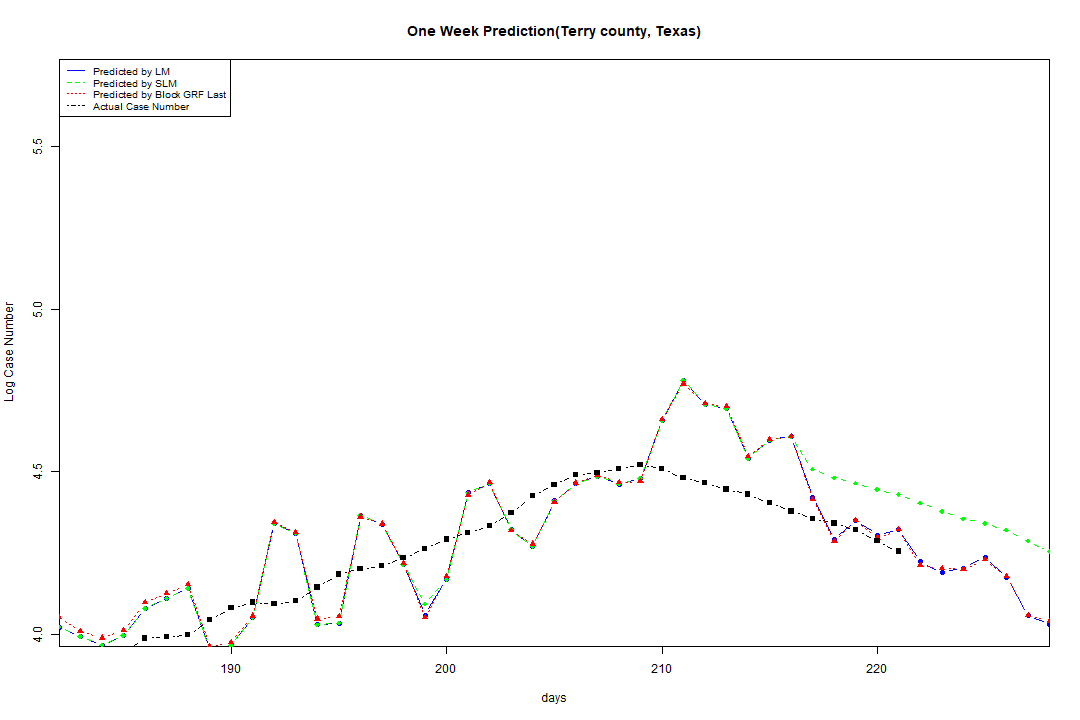 One Week Prediction(Terry county, Texas)
Predicted by LM
Predicted by SLM
Predicted by Block GRF Last
Actual Case Number
5.5
5.0
4.5
4.0
Log Case Number
190 200 210 220
days